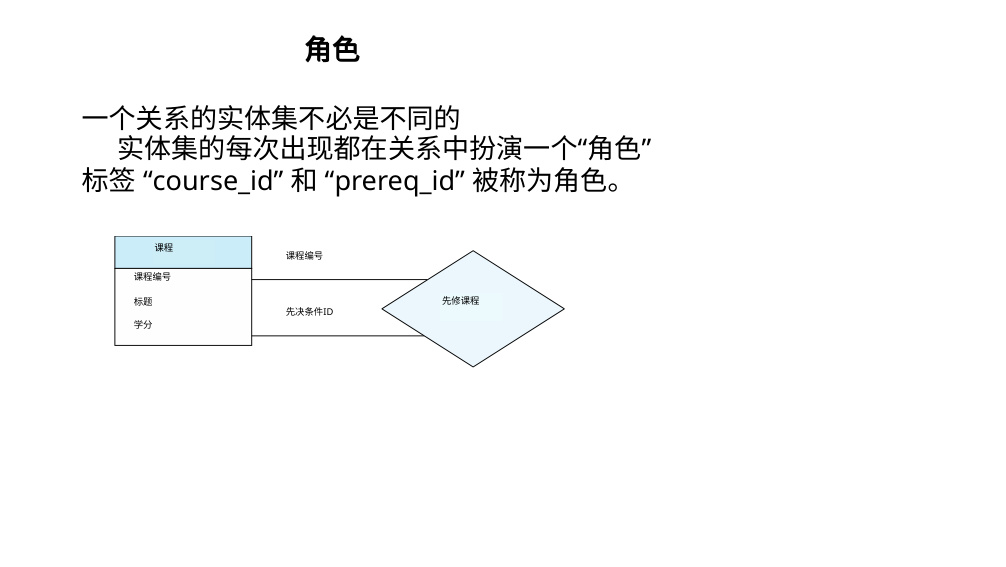 角色
一个关系的实体集不必是不同的
实体集的每次出现都在关系中扮演一个“角色”
标签 “course_id” 和 “prereq_id” 被称为角色。
课程
课程编号
标题
学分
课程编号
先决条件ID
先修课程